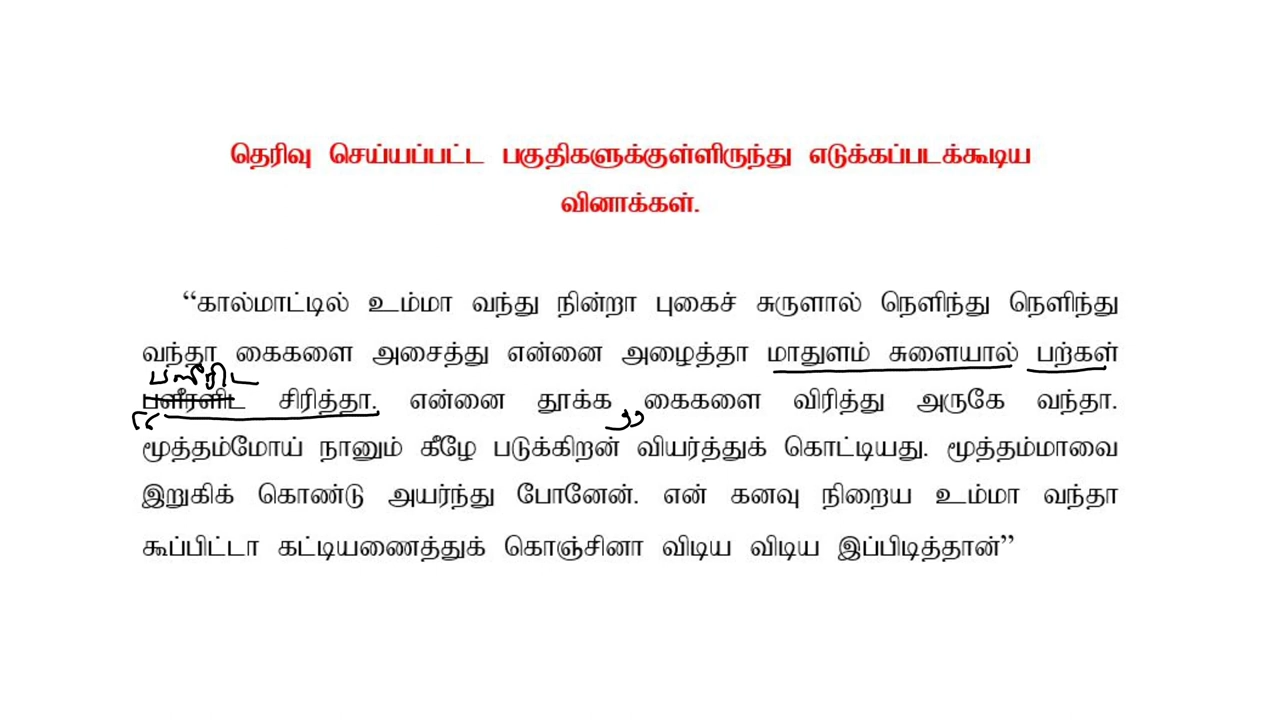 தெரிவு செய்யப்பட்ட பகுதிகளுக்குள்ளிருந்து எடுக்கப்படக்கூடிய
வினாக்கள்.
“கால்மாட்டில் உம்மா வந்து நின்றா புகைச் சுருளால் நெளிந்து நெளிந்து
வந்தா கைகளை அசைத்து என்னை அழைத்தா மாதுளம் சுளையால் பற்கள்
பளீரிட
பளீரளிட சிரித்தா. என்னை தூக்க கைகளை விரித்து அருகே வந்தா.
“ ”
மூத்தம்மோய் நானும் கீழே படுக்கிறன் வியர்த்துக் கொட்டியது. மூத்தம்மாவை
இறுகிக் கொண்டு அயர்ந்து போனேன். என் கனவு நிறைய உம்மா வந்தா
கூப்பிட்டா கட்டியணைத்துக் கொஞ்சினா விடிய விடிய இப்பிடித்தான்”